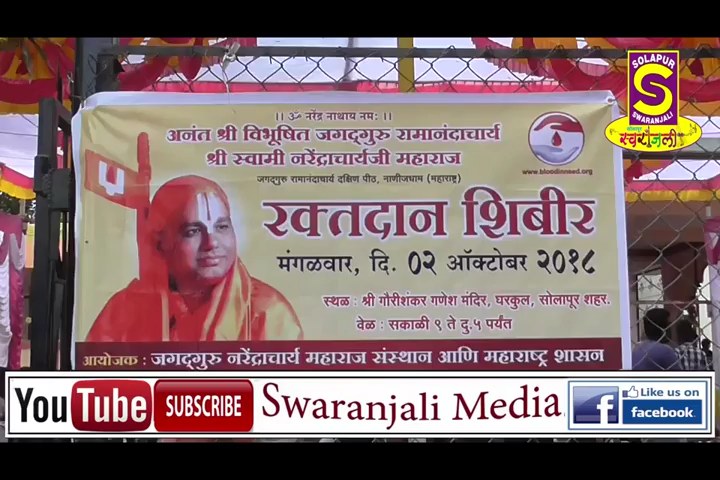 ।। ॐ नरेंद्र नाथाय नमः।।
अनंत श्री विभूषित जगद्‌गुरु रामानंदाचार्य
श्री स्वामी नरेंद्राचार्यजी महाराज
जगद्‌गुरु रामानंदाचार्य दक्षिण पीठ, नाणीजधाम (महाराष्ट्र)
www.bloodinneed.org
रक्तदान शिबीर
मंगळवार, दि. ०२ ऑक्टोबर २०१८
स्थळ : श्री गौरीशंकर गणेश मंदिर, घरकुल, सोलापूर शहर.
वेळ : सकाळी ९ ते दु.५ पर्यंत
आयोजक : जगद्‌गुरु नरेंद्राचार्य महाराज संस्थान आणि महाराष्ट्र शासन
SOLAPUR
S
SWARANJALI
सोलापूर
स्वरांजली
YouTube SUBSCRIBE Swaranjali Media. f Like us on
facebook.